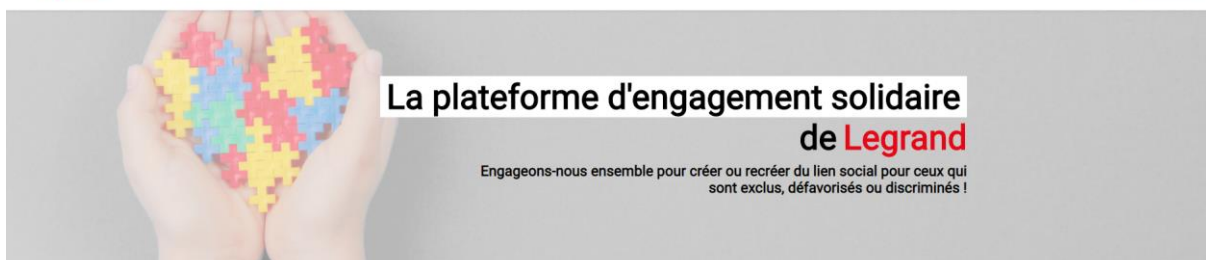 La plateforme d'engagement solidaire
de Legrand
Engageons-nous ensemble pour créer ou recréer du lien social pour ceux qui
sont exclus, défavorisés ou discriminés !